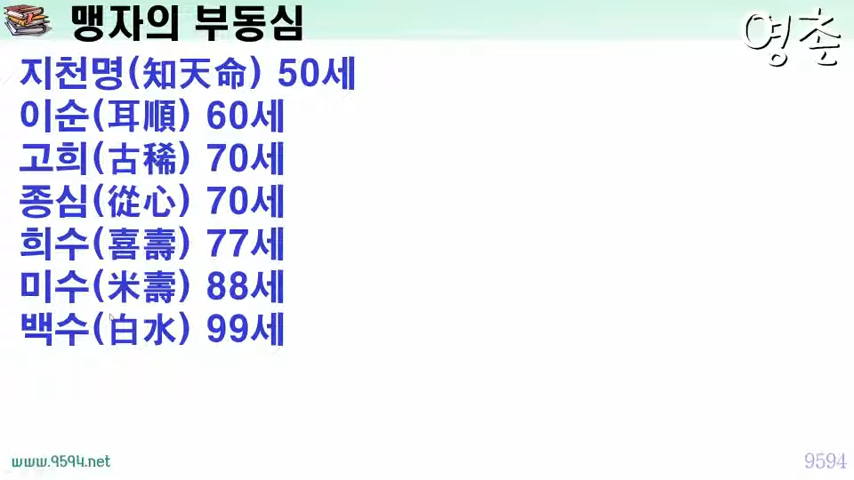 맹자의 부동심
영촌
지천명(知天命) 50세
이순(耳順) 60세
고희(古稀) 70세
종심(從心) 70세
희수(喜壽) 77세
미수(米壽) 88세
백수(白水) 99세
www.9594.net
9594